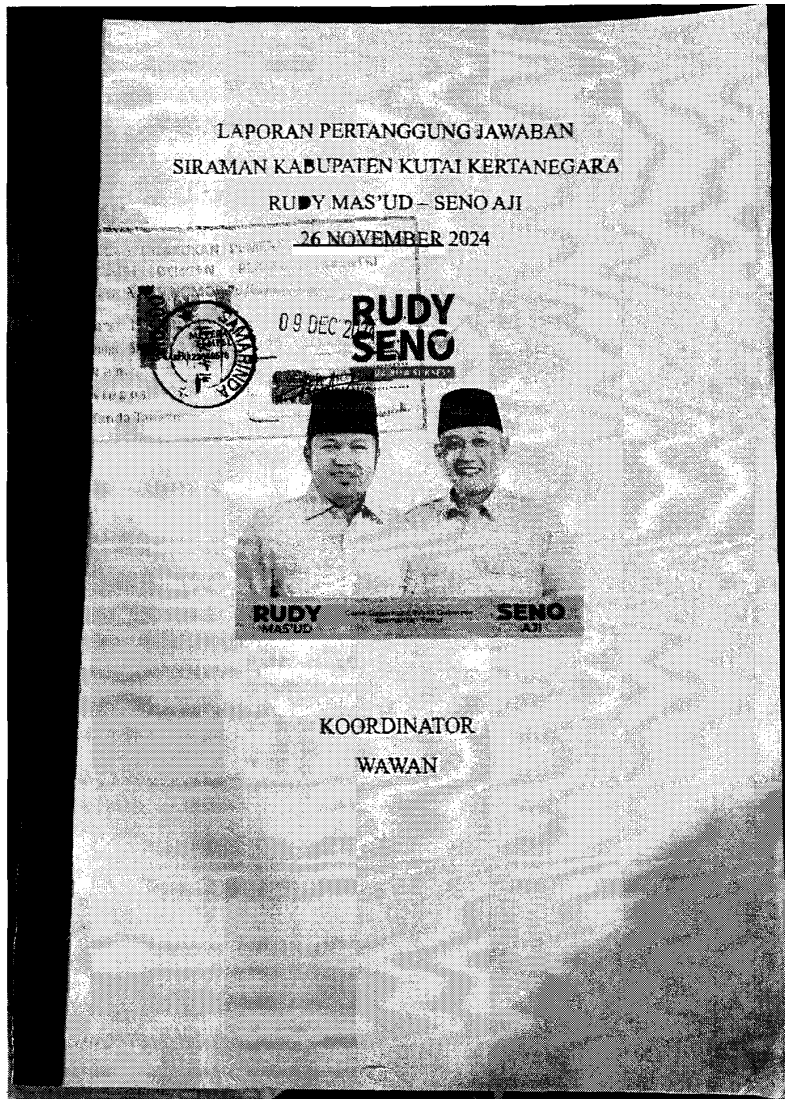 LAPORAN PERTANGGUNG JAWABAN
SIRAMAN KABUPATEN KUTAI KERTANEGARA
RUDY MAS'UD – SENO AJI
26 NOVEMBER 2024
09 DEC 2024
SAMARINDA
RUDY
SENO
RUDY
MAS'UD
SENO
AJI
KOORDINATOR
WAWAN